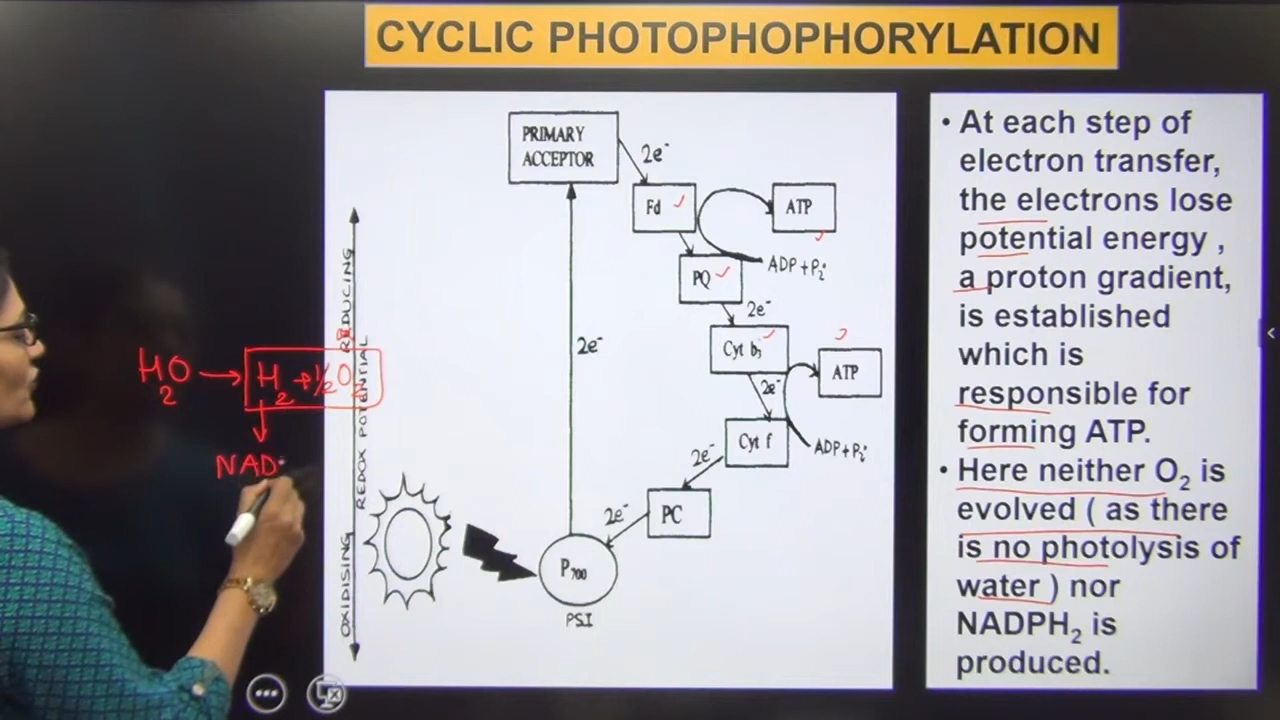 CYCLIC PHOTOPHOPHORYLATION
PRIMARY
ACCEPTOR
2e⁻
Fd
ATP
ADP+Pi
PQ
2e⁻
Cyt b₅
2e⁻
ATP
ADP+Pi
Cyt f
2e⁻
PC
2e⁻
2e⁻
P₇₀₀
PSI
REDUCING
REDOX POTENTIAL
OXIDISING
H₂O → H₂ + ½O₂
NAD
• At each step of
electron transfer,
the electrons lose
potential energy ,
a proton gradient,
is established
which is
responsible for
forming ATP.
• Here neither O₂ is
evolved ( as there
is no photolysis of
water ) nor
NADPH₂ is
produced.